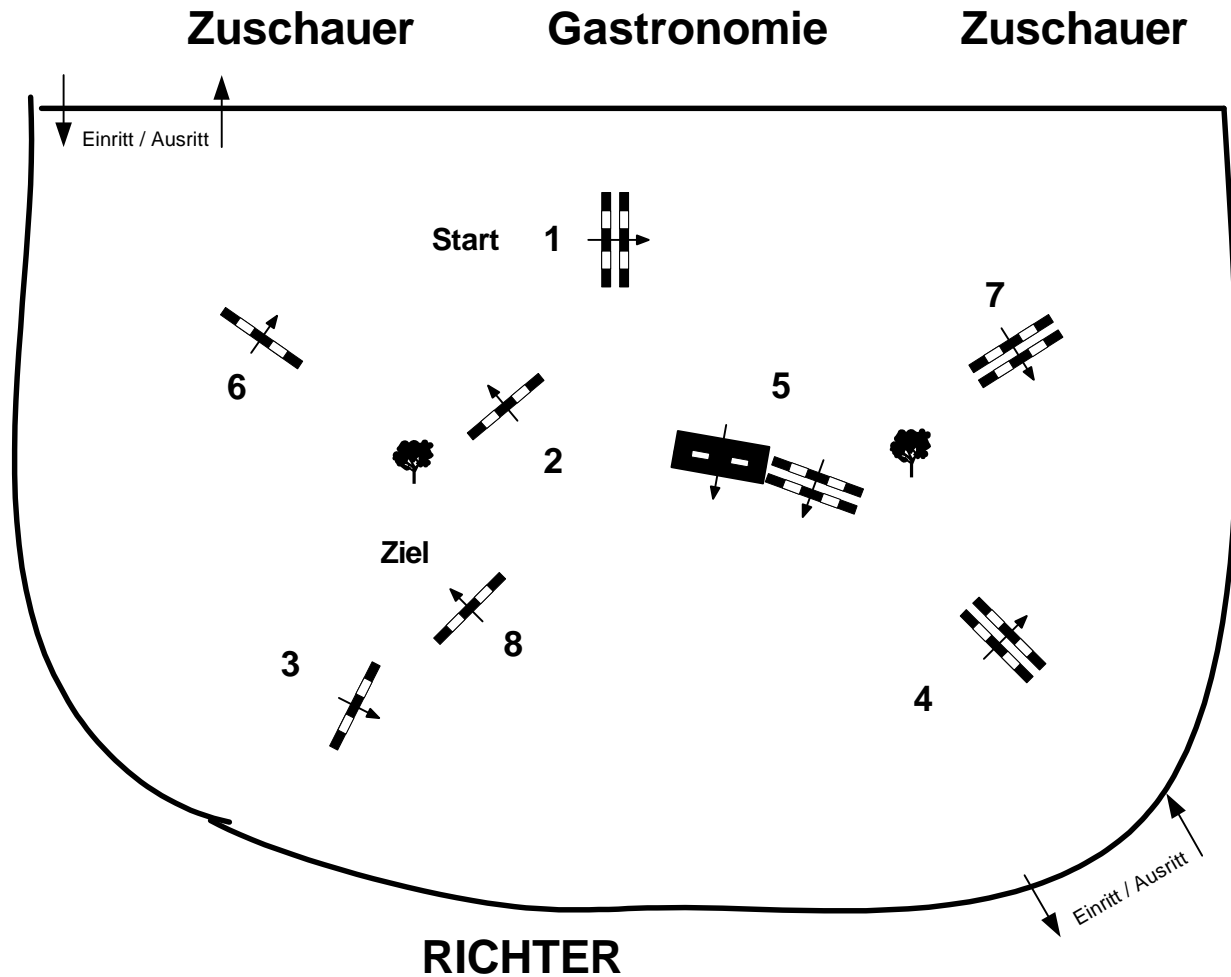 Zuschauer Gastronomie Zuschauer
Einritt / Ausritt
Start 1
7
6
5
2
Ziel
8
3
4
Einritt / Ausritt
RICHTER